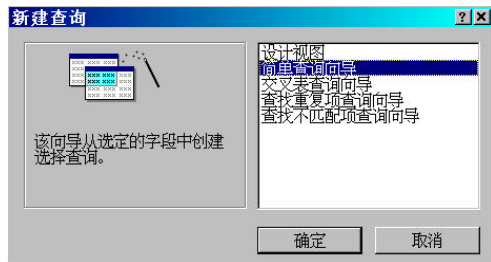 新建查询
该向导从选定的字段中创建
选择查询。
设计视图
简单查询向导
交叉表查询向导
查找重复项查询向导
查找不匹配项查询向导
确定
取消